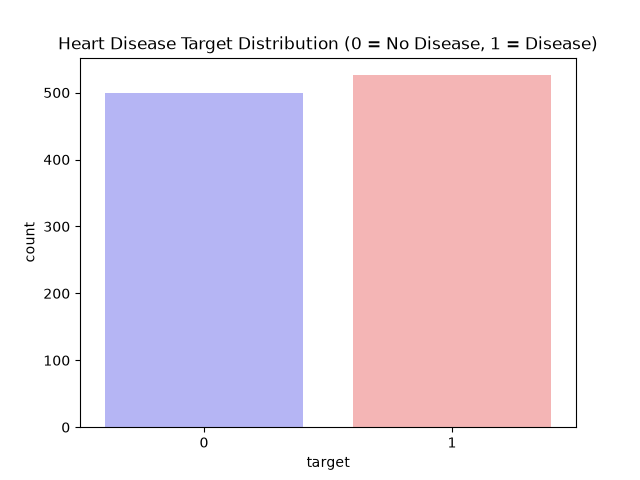 Heart Disease Target Distribution (0 = No Disease, 1 = Disease)
500
400
300
200
100
0
count
0 1
target